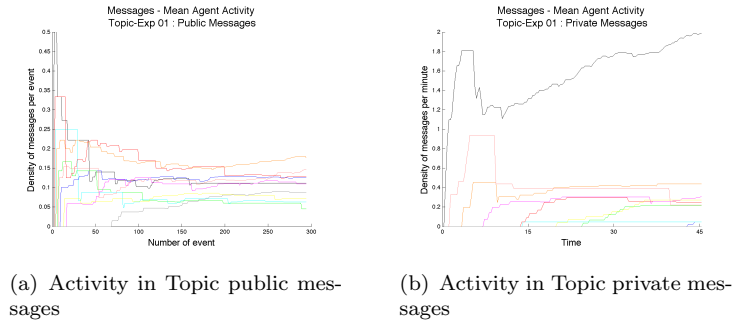 Messages - Mean Agent Activity
Topic-Exp 01 : Public Messages
0.5
0.45
0.4
0.35
0.3
0.25
0.2
0.15
0.1
0.05
0
Density of messages per event
0
50
100
150
200
250
300
Number of event
(a) Activity in Topic public mes-
sages
Messages - Mean Agent Activity
Topic-Exp 01 : Private Messages
2
1.8
1.6
1.4
1.2
1
0.8
0.6
0.4
0.2
0
Density of messages per minute
0
15
30
45
Time
(b) Activity in Topic private mes-
sages